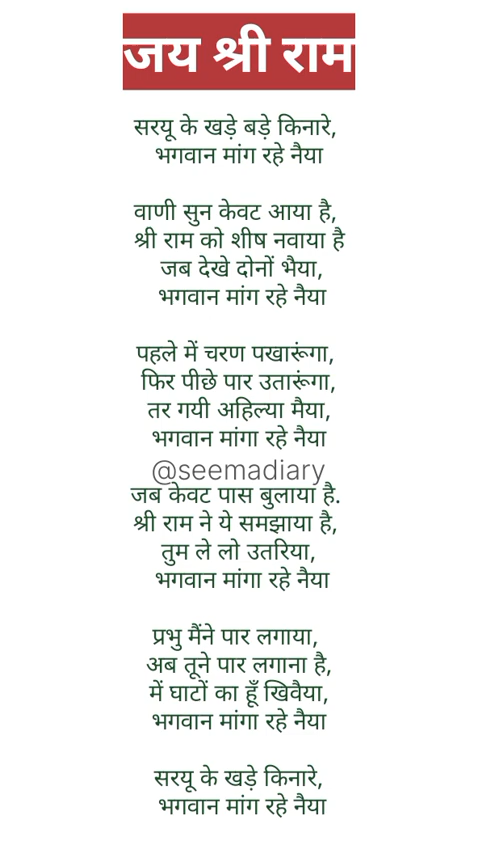 जय श्री राम
सरयू के खड़े बड़े किनारे,
भगवान मांग रहे नैया
वाणी सुन केवट आया है,
श्री राम को शीष नवाया है
जब देखे दोनों भैया,
भगवान मांग रहे नैया
पहले में चरण पखारूंगा,
फिर पीछे पार उतारूंगा,
तर गयी अहिल्या मैया,
भगवान मांगा रहे नैया
@seemadiary
जब केवट पास बुलाया है.
श्री राम ने ये समझाया है,
तुम ले लो उतरिया,
भगवान मांगा रहे नैया
प्रभु मैंने पार लगाया,
अब तूने पार लगाना है,
में घाटों का हूँ खिवैया,
भगवान मांगा रहे नैया
सरयू के खड़े किनारे,
भगवान मांग रहे नैया